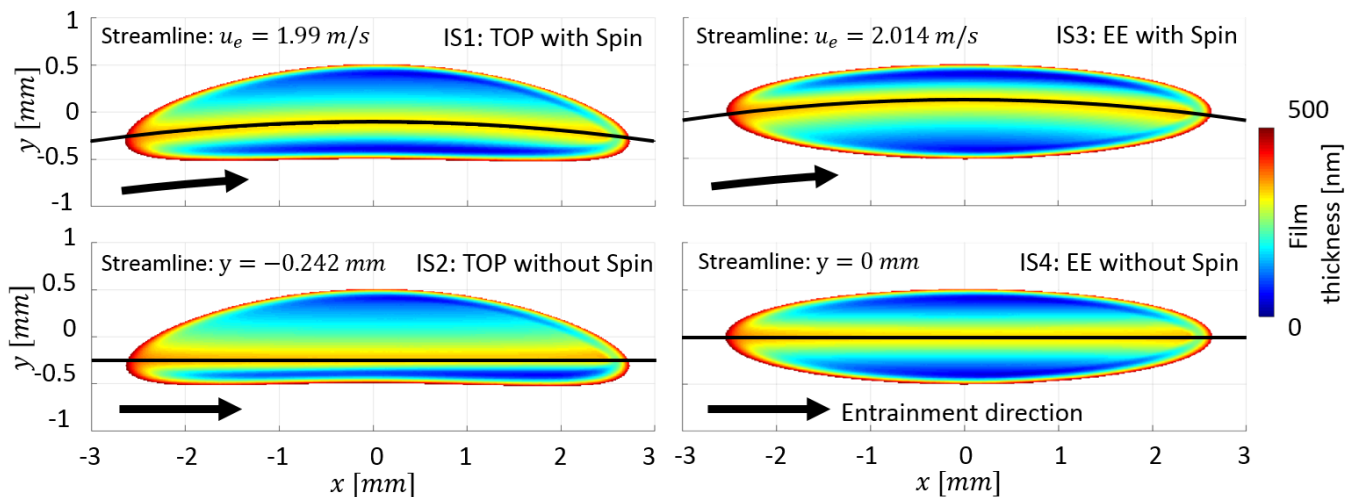 Streamline: u_e = 1.99 m/s
IS1: TOP with Spin
1
0.5
0
-0.5
-1
y [mm]
Streamline: u_e = 2.014 m/s
IS3: EE with Spin
500
0
Film
thickness [nm]
Streamline: y = −0.242 mm
IS2: TOP without Spin
1
0.5
0
-0.5
-1
y [mm]
-3
-2
-1
0
1
2
3
x [mm]
Streamline: y = 0 mm
IS4: EE without Spin
Entrainment direction
-3
-2
-1
0
1
2
3
x [mm]